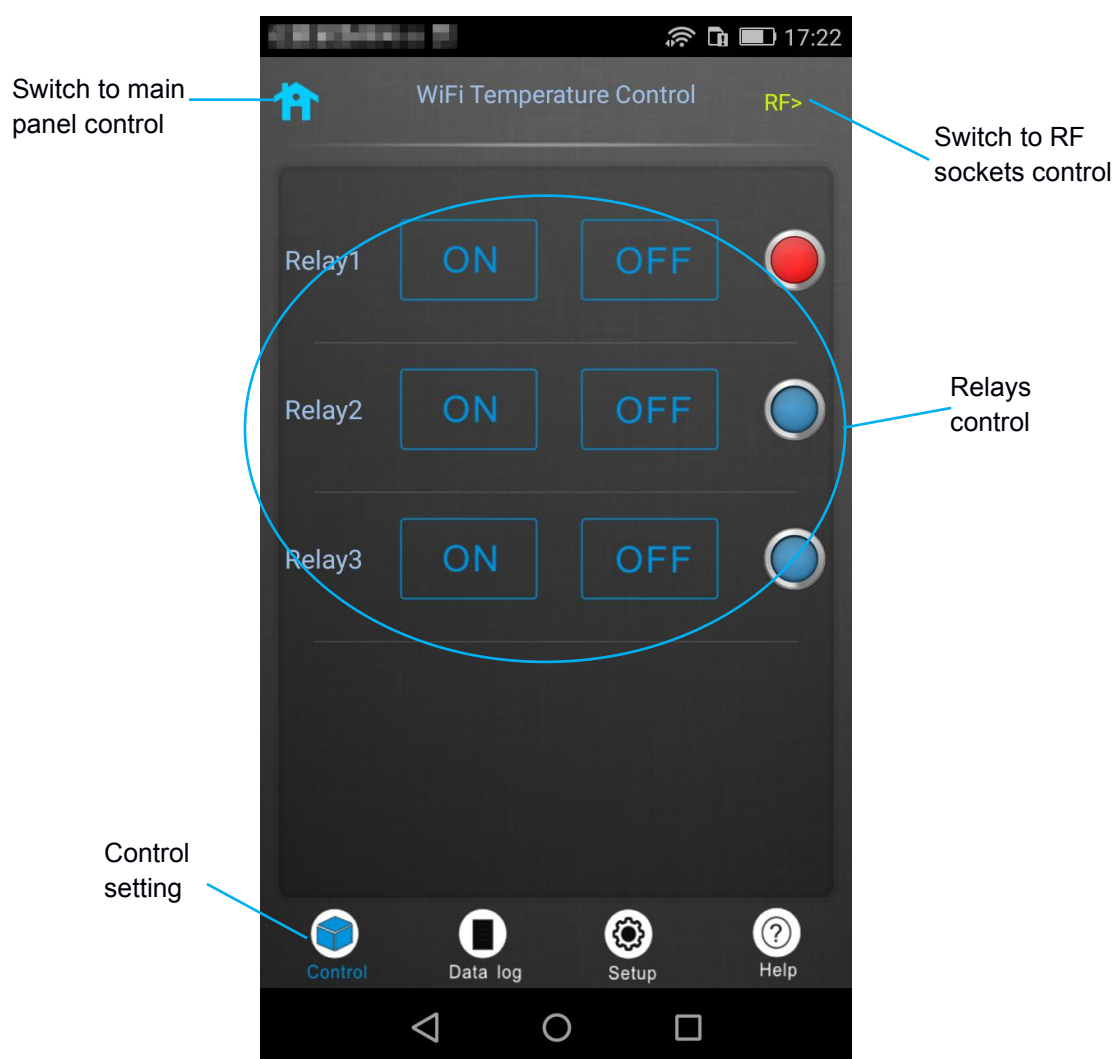 17:22
Switch to main
panel control
WiFi Temperature Control
RF>
Switch to RF
sockets control
Relay1
ON
OFF
Relay2
ON
OFF
Relays
control
Relay3
ON
OFF
Control
setting
Control
Data log
Setup
?
Help